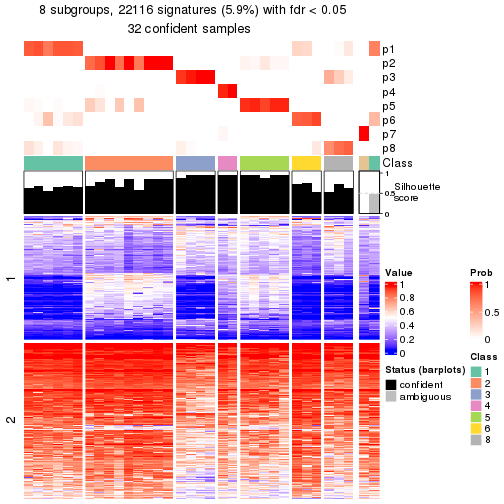 8 subgroups, 22116 signatures (5.9%) with fdr < 0.05
32 confident samples
p1
p2
p3
p4
p5
p6
p7
p8
Class
1
0.5
0
Silhouette
score
1
2
Value
1
0.8
0.6
0.4
0.2
0
Status (barplots)
confident
ambiguous
Prob
1
0.5
0
Class
1
2
3
4
5
6
8